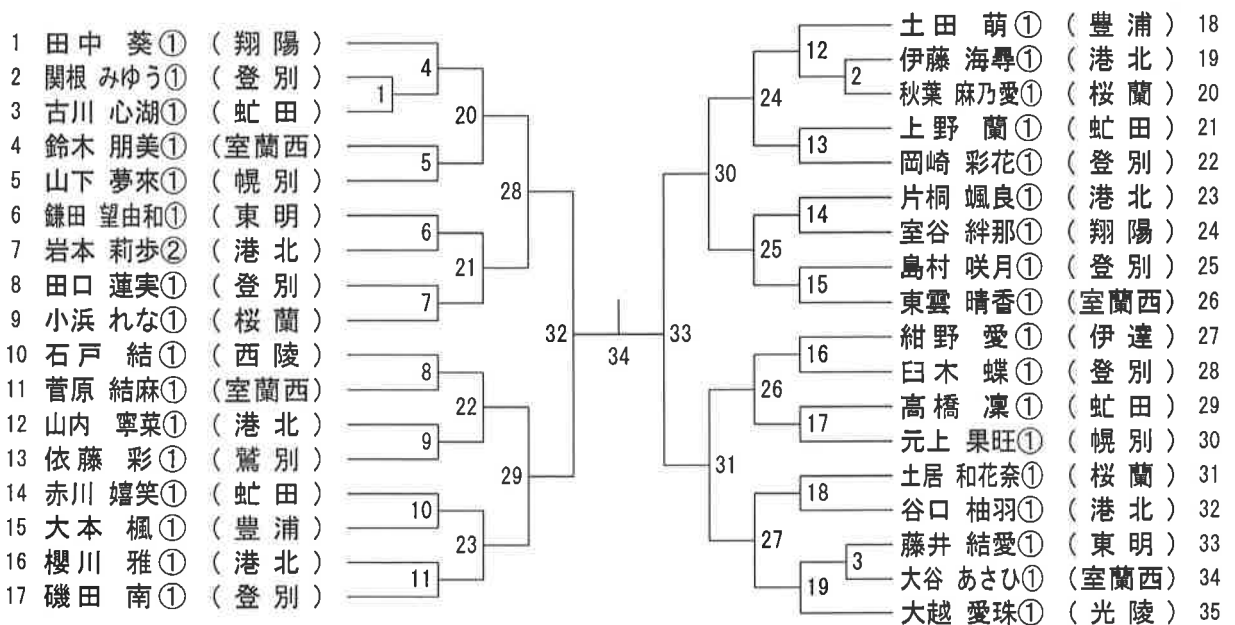 1 田中 葵① (翔陽)
2 関根 みゆう① (登別)
3 古川 心湖① (虻田)
4 鈴木 朋美① (室蘭西)
5 山下 夢來① (幌別)
6 鎌田 望由和① (東明)
7 岩本 莉歩② (港北)
8 田口 蓮実① (登別)
9 小浜 れな① (桜蘭)
10 石戸 結① (西陵)
11 菅原 結麻① (室蘭西)
12 山内 寧菜① (港北)
13 依藤 彩① (鷲別)
14 赤川 嬉笑① (虻田)
15 大本 楓① (豊浦)
16 櫻川 雅① (港北)
17 磯田 南① (登別)
1
4
5
6
7
8
9
10
11
20
21
22
23
28
29
32
34
33
30
31
24
25
26
27
12
2
13
14
15
16
17
18
3
19
土田 萌① (豊浦) 18
伊藤 海尋① (港北) 19
秋葉 麻乃愛① (桜蘭) 20
上野 蘭① (虻田) 21
岡崎 彩花① (登別) 22
片桐 颯良① (港北) 23
室谷 絆那① (翔陽) 24
島村 咲月① (登別) 25
東雲 晴香① (室蘭西) 26
紺野 愛① (伊達) 27
臼木 蝶① (登別) 28
高橋 凜① (虻田) 29
元上 果旺① (幌別) 30
土居 和花奈① (桜蘭) 31
谷口 柚羽① (港北) 32
藤井 結愛① (東明) 33
大谷 あさひ① (室蘭西) 34
大越 愛珠① (光陵) 35